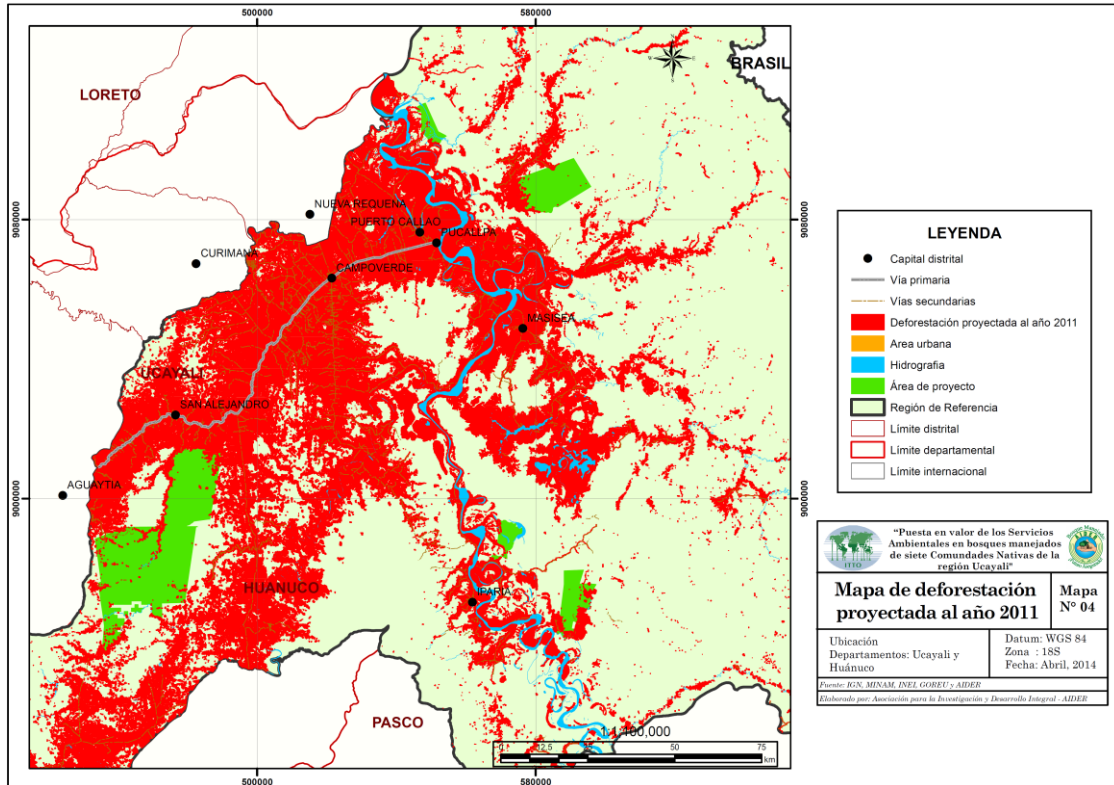 500000
580000
BRASIL
LORETO
9080000
9080000
NUEVA REQUENA
PUERTO CALLAO
PUCALLPA
CURIMANA
CAMPOVERDE
MASISEA
UCAYALI
SAN ALEJANDRO
AGUAYTIA
9000000
9000000
HUANUCO
IPARIA
PASCO
1:1,400,000
0 12,5 25 50 75
km
500000
580000
LEYENDA
Capital distrital
Vía primaria
Vías secundarias
Deforestación proyectada al año 2011
Area urbana
Hidrografia
Área de proyecto
Región de Referencia
Límite distrital
Límite departamental
Límite internacional
ITTO
"Puesta en valor de los Servicios
Ambientales en bosques manejados
de siete Comundades Nativas de la
región Ucayali"
Mapa de deforestación
proyectada al año 2011
Mapa
N° 04
Ubicación
Departamentos: Ucayali y
Huánuco
Datum: WGS 84
Zona : 18S
Fecha: Abril, 2014
Fuente: IGN, MINAM, INEI, GOREU y AIDER
Elaborado por: Asociación para la Investigación y Desarrollo Integral - AIDER